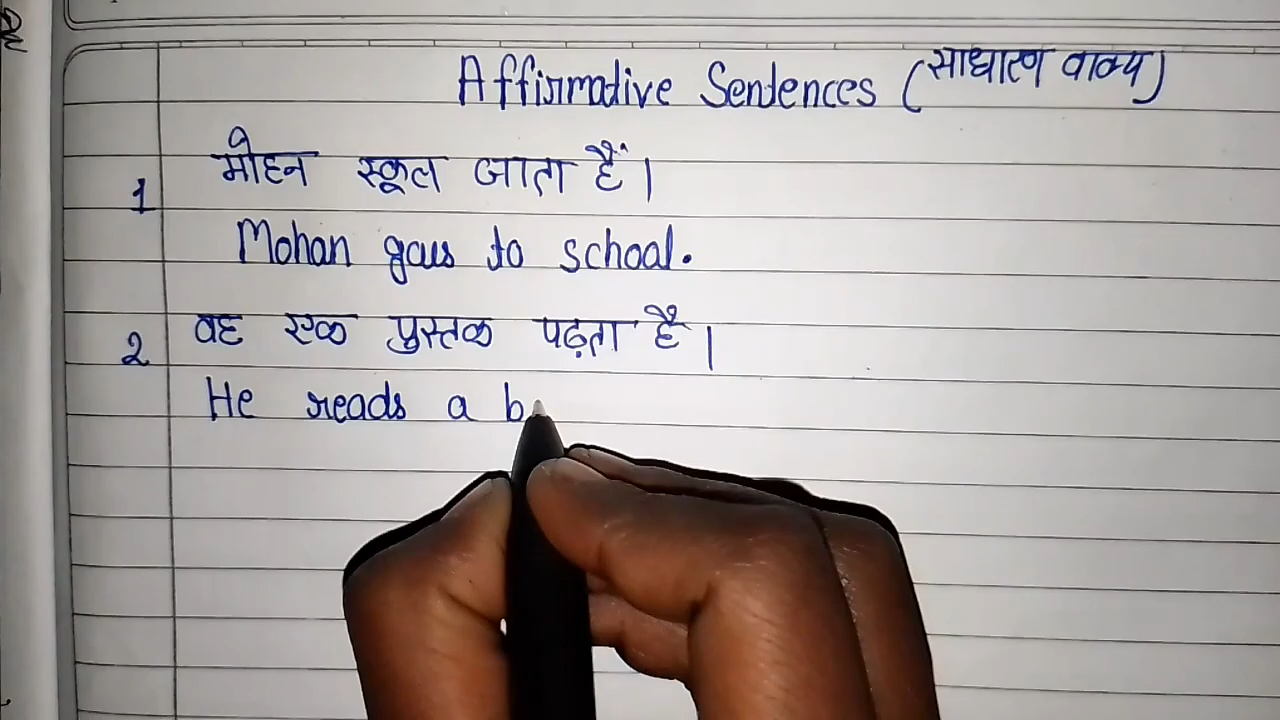 Affirmative Sentences (साधारण वाक्य)
1 मोहन स्कूल जाता हैं।
Mohan goes to school.
2 वह एक पुस्तक पढ़ता है।
He reads a b